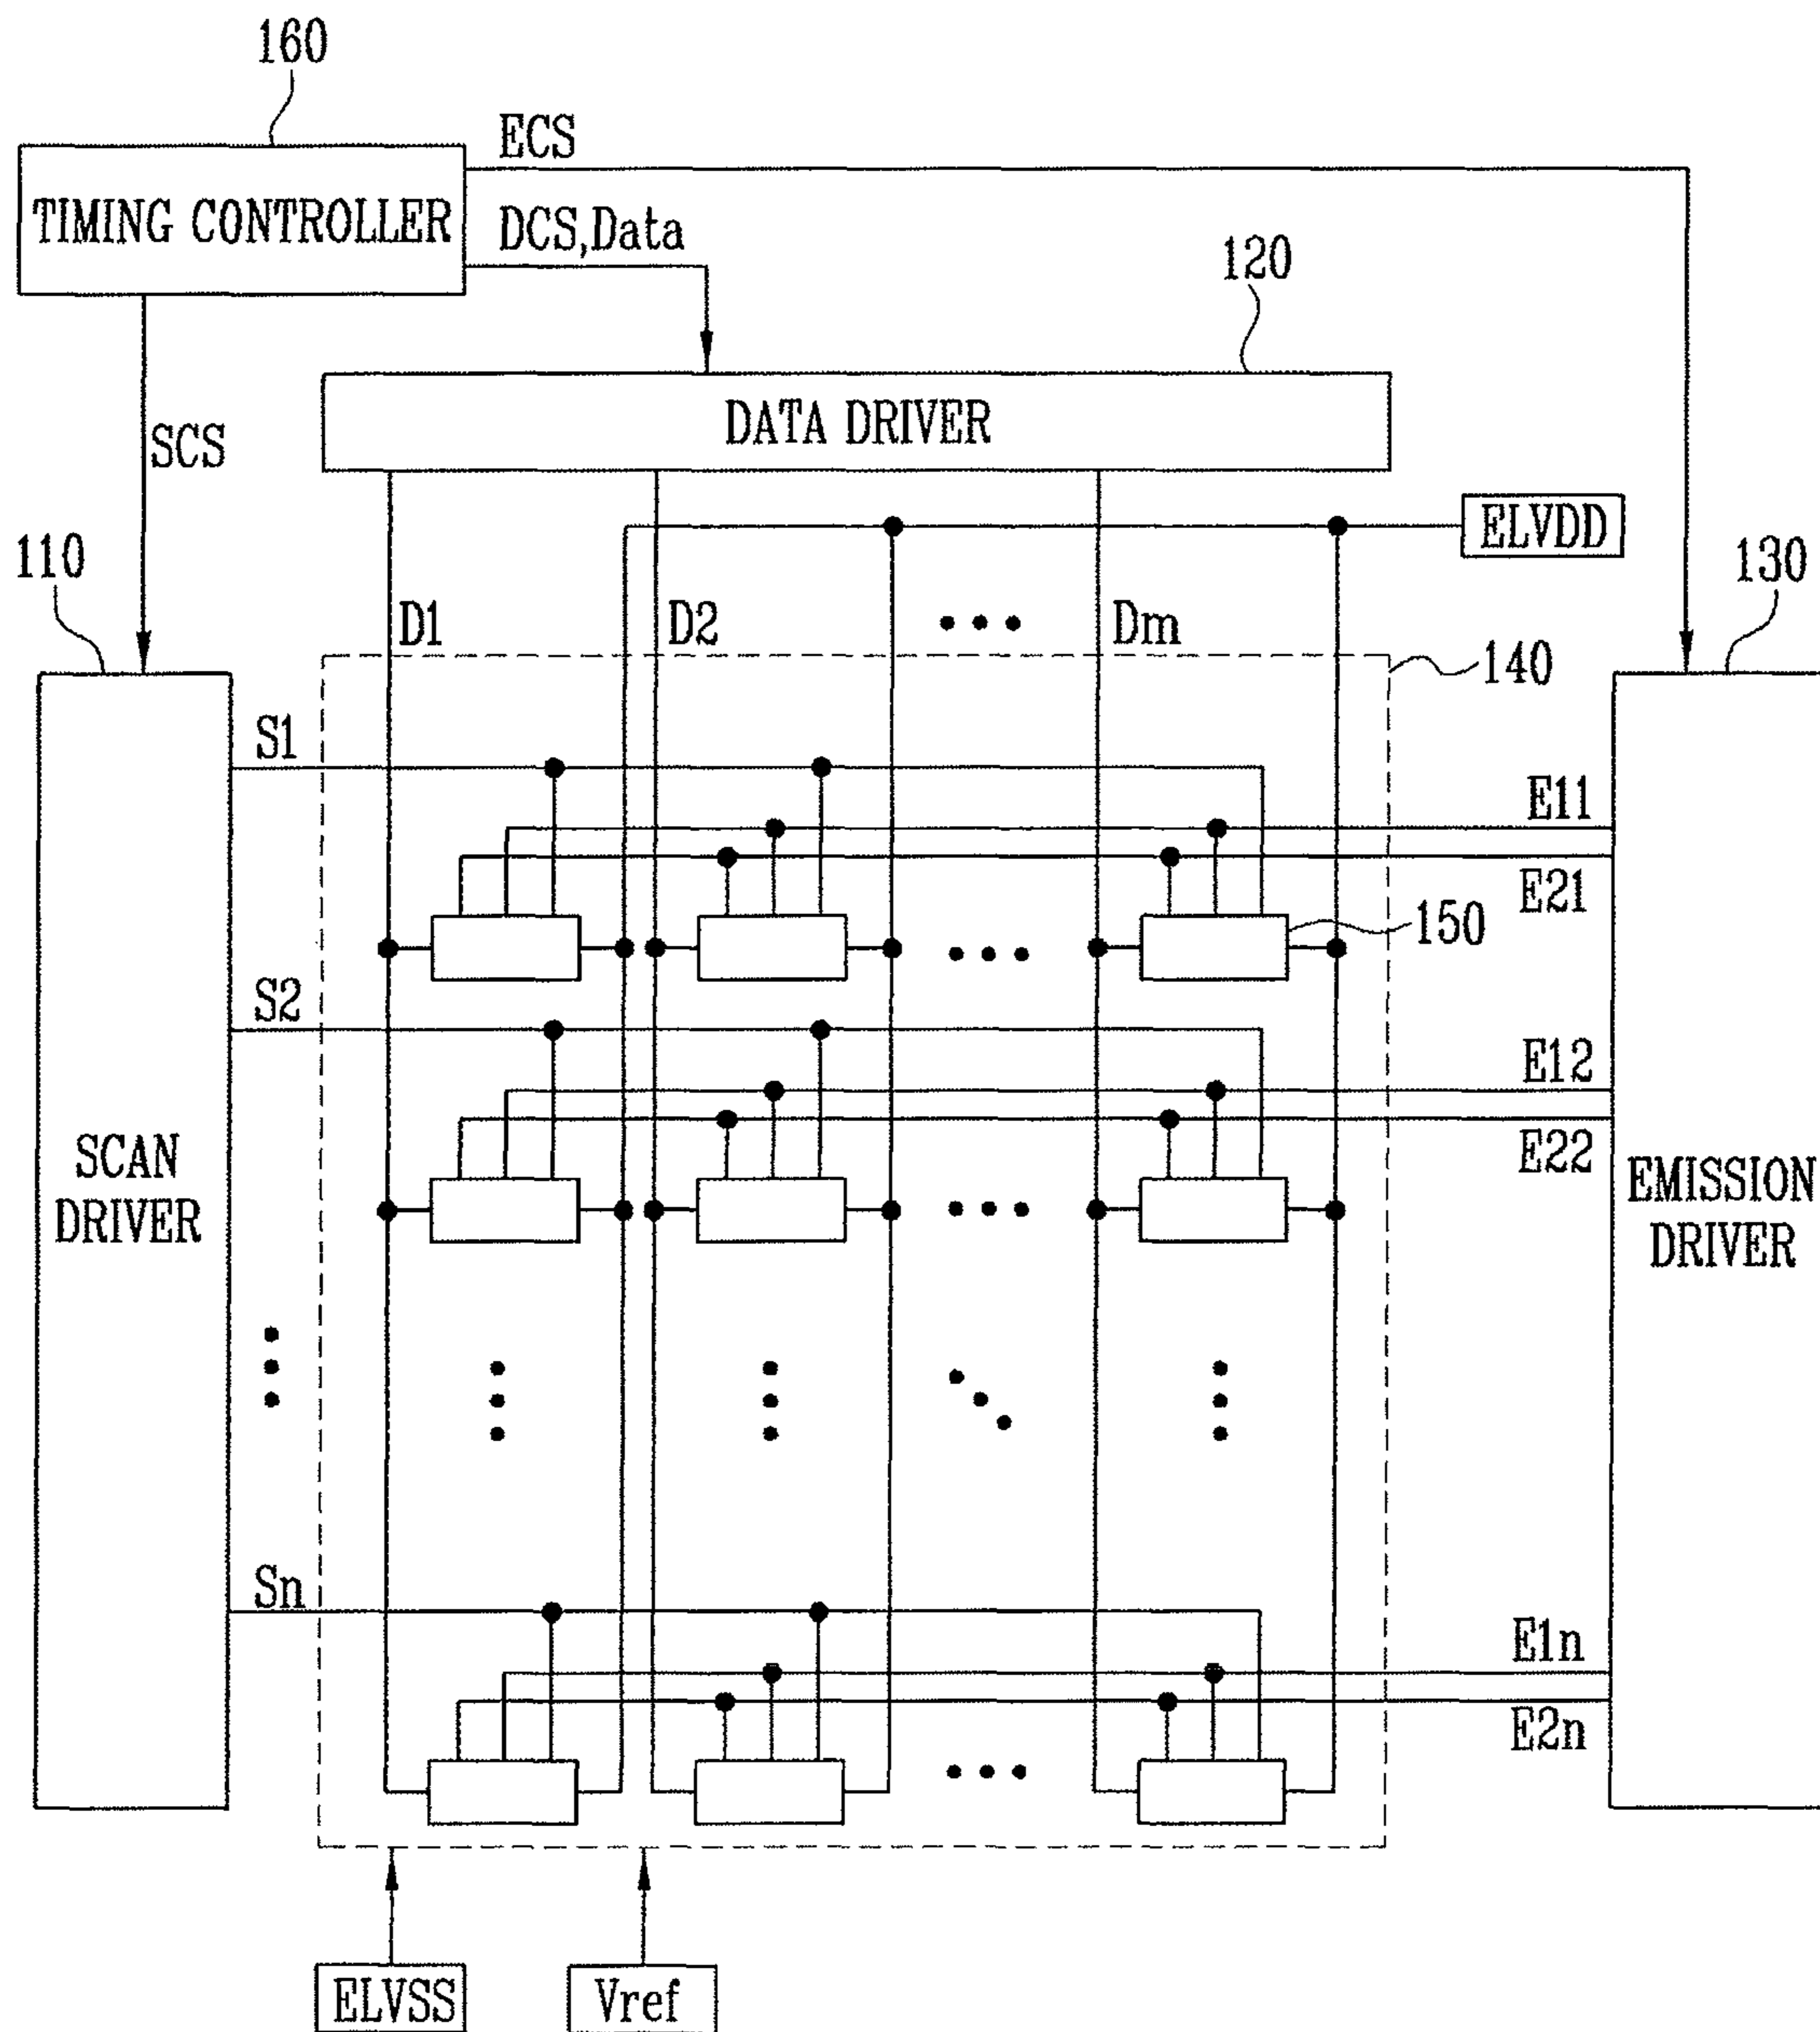 160
ECS
TIMING CONTROLLER
DCS,Data
120
DATA DRIVER
SCS
ELVDD
110
130
D1
D2
Dm
140
S1
E11
E21
150
S2
E12
E22
SCAN
DRIVER
EMISSION
DRIVER
Sn
E1n
E2n
ELVSS
Vref